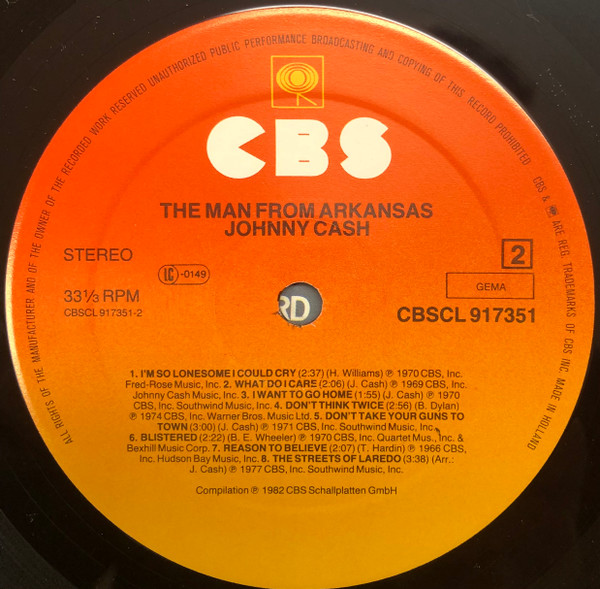 ALL RIGHTS OF THE MANUFACTURER AND OF THE OWNER OF THE RECORDED WORK RESERVED UNAUTHORIZED PUBLIC PERFORMANCE BROADCASTING AND COPYING OF THIS RECORD PROHIBITED
CBS & ARE REG. TRADEMARKS OF CBS INC. MADE IN HOLLAND
CBS
THE MAN FROM ARKANSAS
JOHNNY CASH
STEREO
2
LC-0149
33⅓ RPM
CBSCL 917351-2
RD
GEMA
CBSCL 917351
1. I'M SO LONESOME I COULD CRY (2:37) (H. Williams) ℗ 1970 CBS, Inc.
Fred-Rose Music, Inc. 2. WHAT DO I CARE (2:06) (J. Cash) ℗ 1969 CBS, Inc.
Johnny Cash Music, Inc. 3. I WANT TO GO HOME (1:55) (J. Cash) ℗ 1970
CBS, Inc. Southwind Music, Inc. 4. DON'T THINK TWICE (2:56) (B. Dylan)
℗ 1974 CBS, Inc. Warner Bros. Music Ltd. 5. DON'T TAKE YOUR GUNS TO
TOWN (3:00) (J. Cash) ℗ 1971 CBS, Inc. Southwind Music, Inc.
6. BLISTERED (2:22) (B. E. Wheeler) ℗ 1970 CBS, Inc. Quartet Mus., Inc. &
Bexhill Music Corp. 7. REASON TO BELIEVE (2:07) (T. Hardin) ℗ 1966 CBS,
Inc. Hudson Bay Music, Inc. 8. THE STREETS OF LAREDO (3:38) (Arr.:
J. Cash) ℗ 1977 CBS, Inc. Southwind Music, Inc.
Compilation ℗ 1982 CBS Schallplatten GmbH